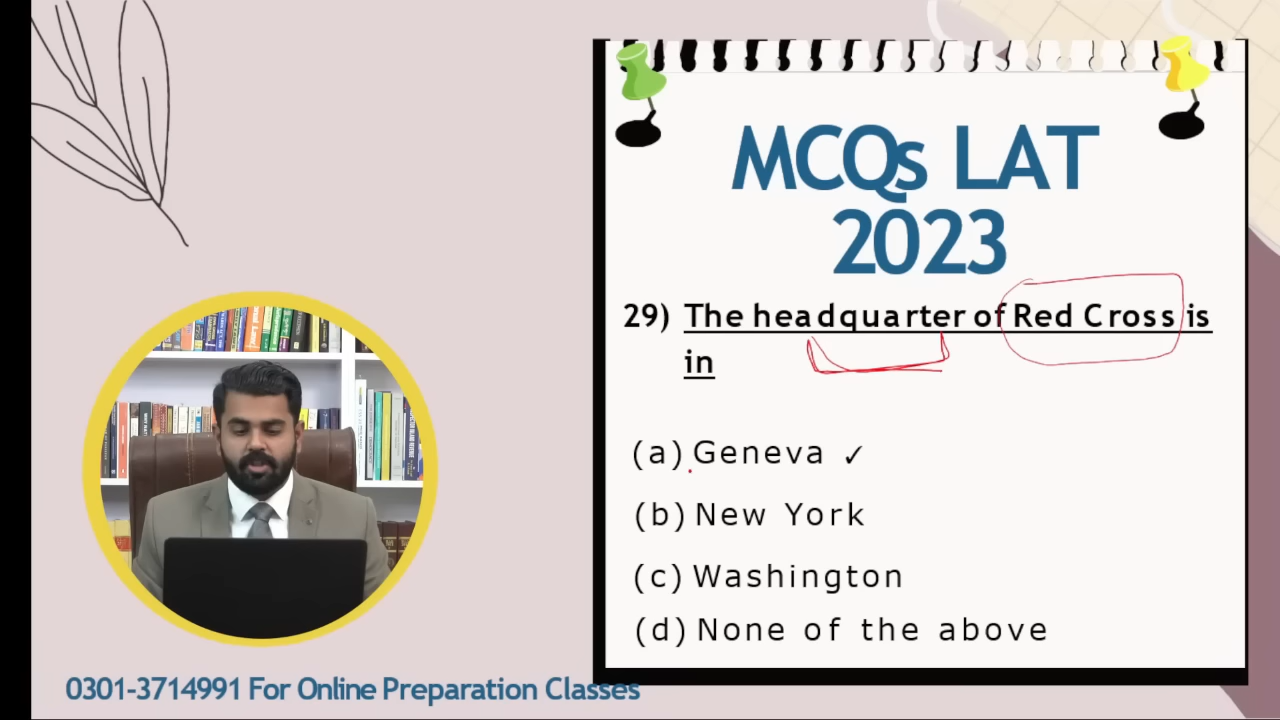 MCQs LAT
2023
29) The headquarter of Red Cross is
in
(a) Geneva ✓
(b) New York
(c) Washington
(d) None of the above
0301-3714991 For Online Preparation Classes